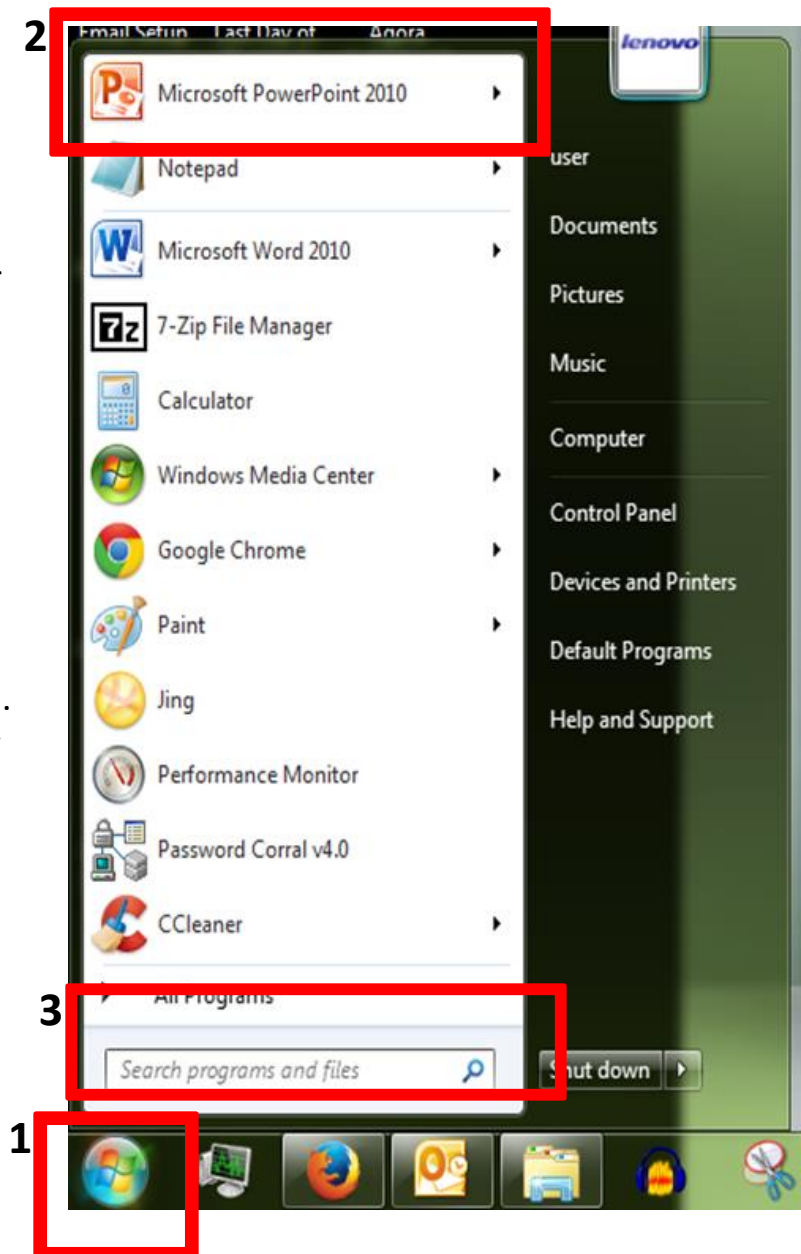 2
Email Setup Last Day of Agora
lenovo
Microsoft PowerPoint 2010
Notepad
Microsoft Word 2010
7-Zip File Manager
Calculator
Windows Media Center
Google Chrome
Paint
Jing
Performance Monitor
Password Corral v4.0
CCleaner
All Programs
3
Search programs and files
user
Documents
Pictures
Music
Computer
Control Panel
Devices and Printers
Default Programs
Help and Support
Shut down
1